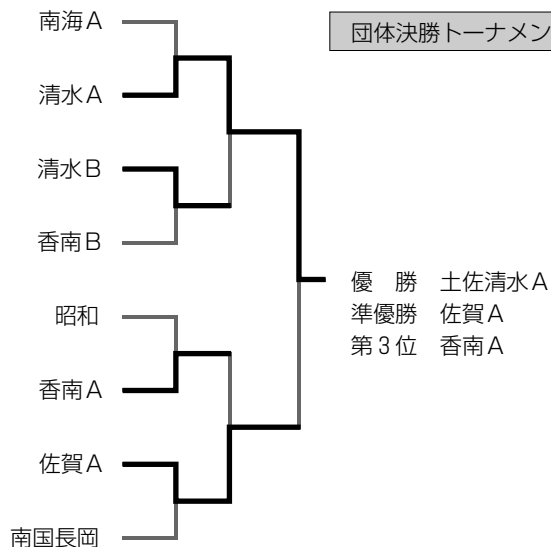 団体決勝トーナメン
南海A
清水A
清水B
香南B
昭和
香南A
佐賀A
南国長岡
優　勝　土佐清水A
準優勝　佐賀A
第3位　香南A